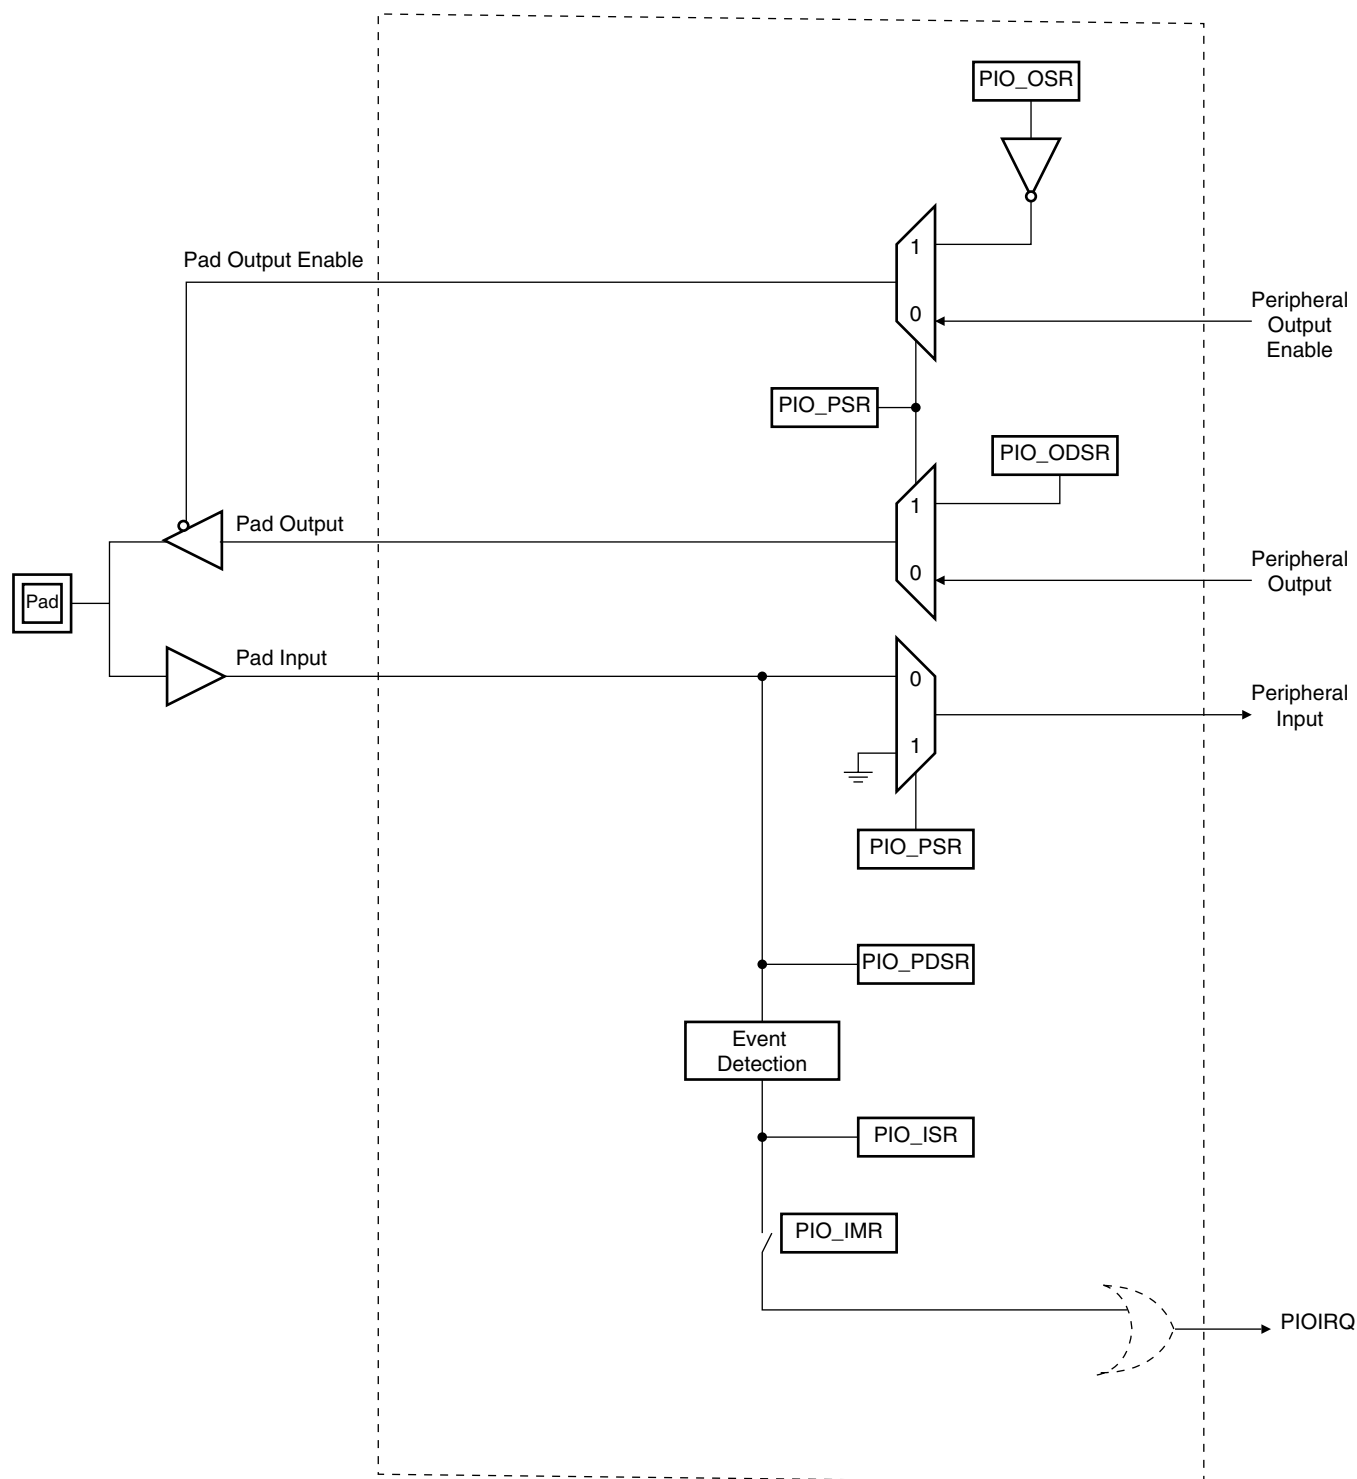 PIO_OSR
1
Pad Output Enable
0
Peripheral
Output
Enable
PIO_PSR
PIO_ODSR
1
Pad Output
0
Peripheral
Output
Pad
Pad Input
0
Peripheral
Input
1
PIO_PSR
PIO_PDSR
Event
Detection
PIO_ISR
PIO_IMR
PIOIRQ